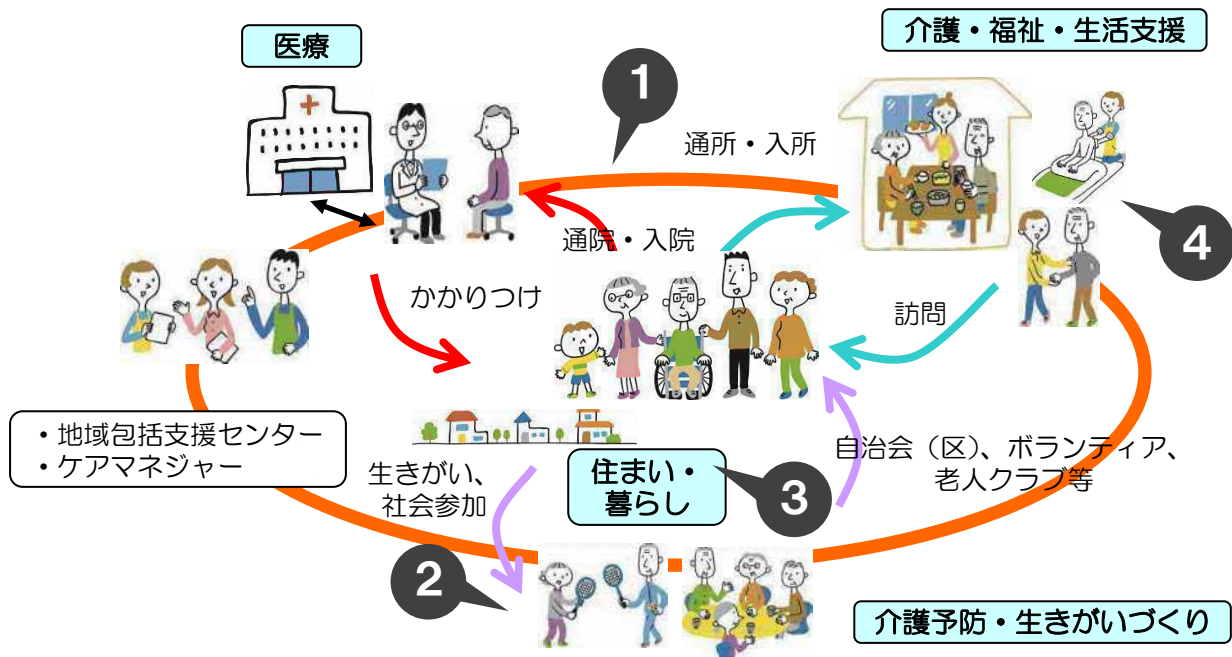 医療
介護・福祉・生活支援
1
通所・入所
4
通院・入院
かかりつけ
訪問
・地域包括支援センター
・ケアマネジャー
自治会（区）、ボランティア、
老人クラブ等
生きがい、
社会参加
住まい・
暮らし
3
2
介護予防・生きがいづくり